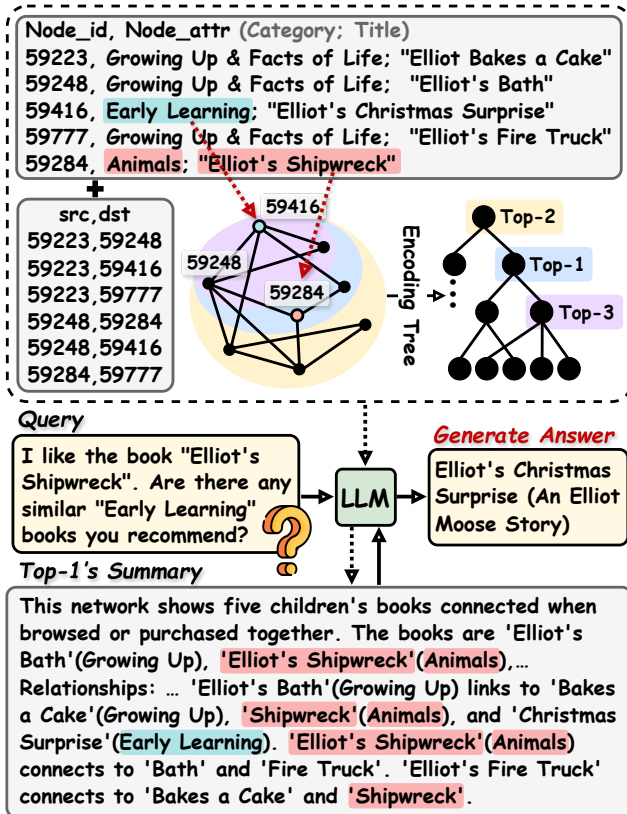 Node_id, Node_attr (Category; Title)
59223, Growing Up & Facts of Life; "Elliot Bakes a Cake"
59248, Growing Up & Facts of Life; "Elliot's Bath"
59416, Early Learning; "Elliot's Christmas Surprise"
59777, Growing Up & Facts of Life; "Elliot's Fire Truck"
59284, Animals; "Elliot's Shipwreck"
+
src,dst
59223,59248
59223,59416
59223,59777
59248,59284
59248,59416
59284,59777
59416
59248
59284
Encoding Tree
Top-2
Top-1
Top-3
Query
I like the book "Elliot's
Shipwreck". Are there any
similar "Early Learning"
books you recommend?
?
LLM
Generate Answer
Elliot's Christmas
Surprise (An Elliot
Moose Story)
Top-1's Summary
This network shows five children's books connected when
browsed or purchased together. The books are 'Elliot's
Bath'(Growing Up), 'Elliot's Shipwreck'(Animals),…
Relationships: … 'Elliot's Bath'(Growing Up) links to 'Bakes
a Cake'(Growing Up), 'Shipwreck'(Animals), and 'Christmas
Surprise'(Early Learning). 'Elliot's Shipwreck'(Animals)
connects to 'Bath' and 'Fire Truck'. 'Elliot's Fire Truck'
connects to 'Bakes a Cake' and 'Shipwreck'.